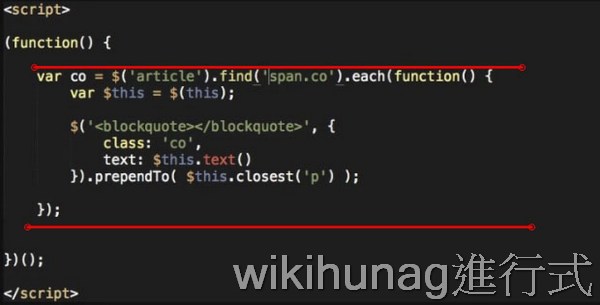 <script>
(function() {
var co = $('article').find('span.co').each(function() {
var $this = $(this);
$('<blockquote></blockquote>', {
class: 'co',
text: $this.text()
}).prependTo( $this.closest('p') );
});
})();
</script>
wikihunag進行式